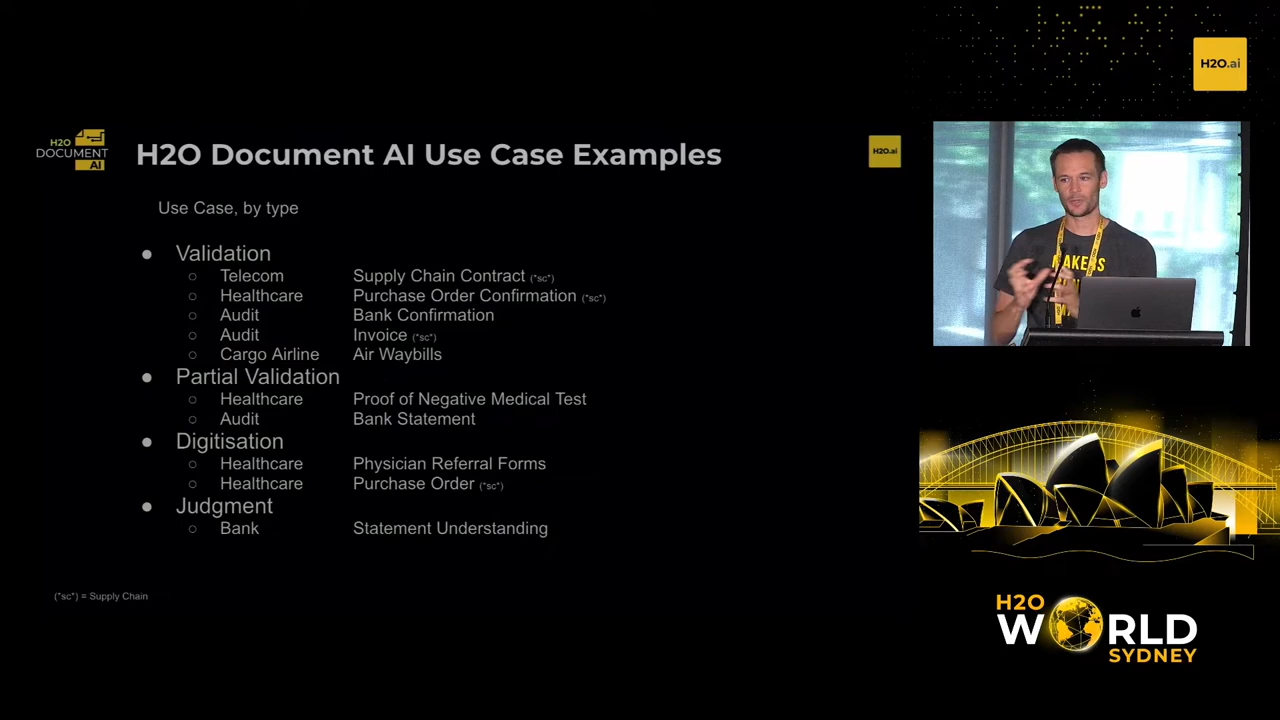 H2O.ai
H2O
DOCUMENT
AI
H2O Document AI Use Case Examples
H2O.ai
Use Case, by type
● Validation
○ Telecom Supply Chain Contract (*sc*)
○ Healthcare Purchase Order Confirmation (*sc*)
○ Audit Bank Confirmation
○ Audit Invoice (*sc*)
○ Cargo Airline Air Waybills
● Partial Validation
○ Healthcare Proof of Negative Medical Test
○ Audit Bank Statement
● Digitisation
○ Healthcare Physician Referral Forms
○ Healthcare Purchase Order (*sc*)
● Judgment
○ Bank Statement Understanding
(*sc*) = Supply Chain
MAKERS
H2O
WORLD
SYDNEY